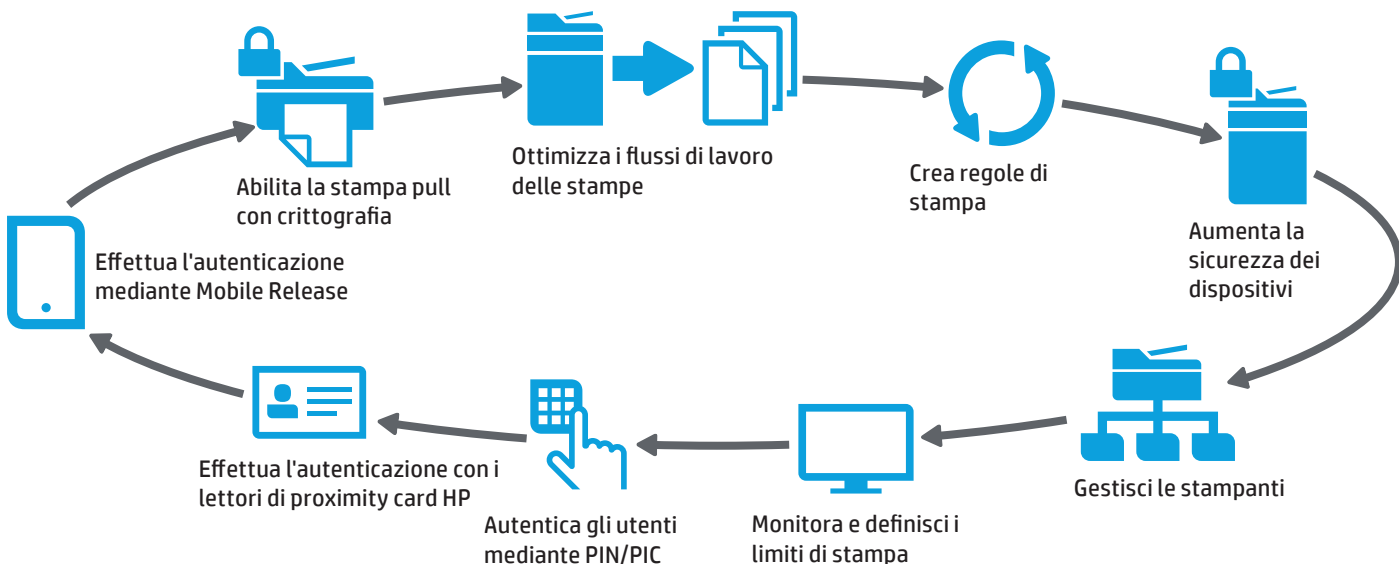 Abilita la stampa pull
con crittografia
Ottimizza i flussi di lavoro
delle stampe
Crea regole di
stampa
Aumenta la
sicurezza dei
dispositivi
Gestisci le stampanti
Monitora e definisci i
limiti di stampa
Autentica gli utenti
mediante PIN/PIC
Effettua l'autenticazione con i
lettori di proximity card HP
Effettua l'autenticazione
mediante Mobile Release